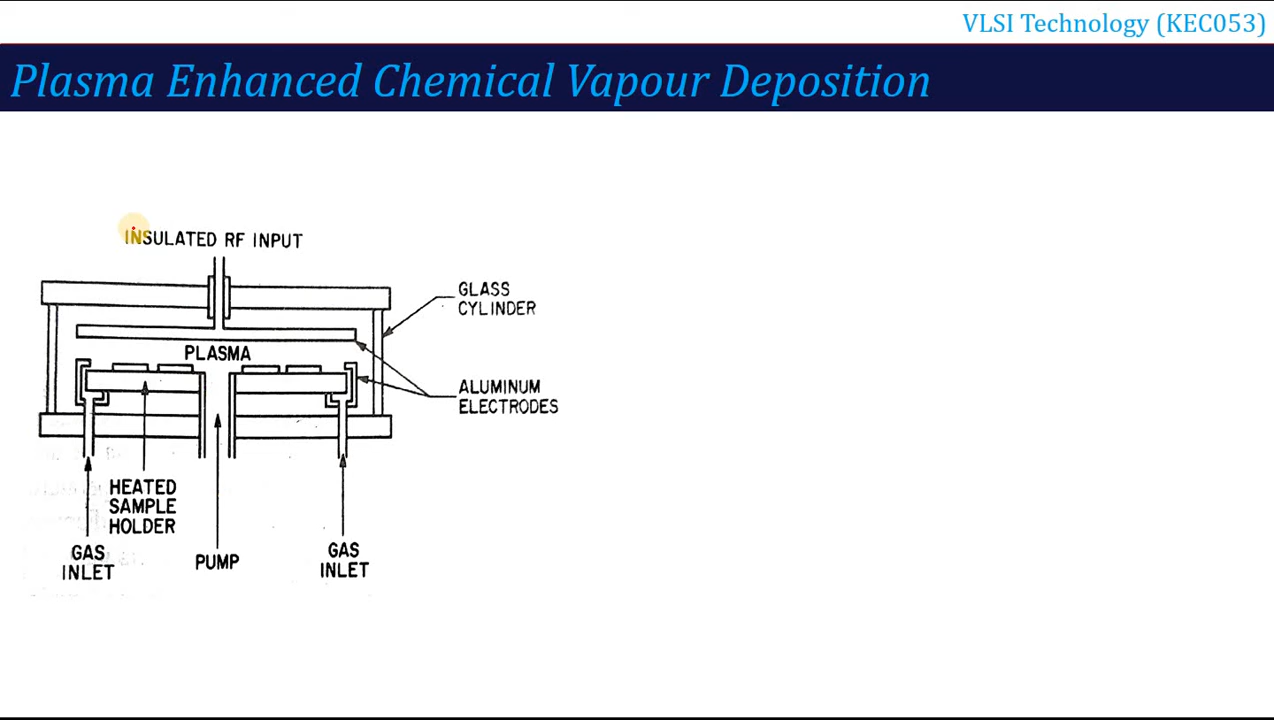 VLSI Technology (KEC053)
Plasma Enhanced Chemical Vapour Deposition
INSULATED RF INPUT
GLASS
CYLINDER
PLASMA
ALUMINUM
ELECTRODES
HEATED
SAMPLE
HOLDER
GAS
INLET
PUMP
GAS
INLET